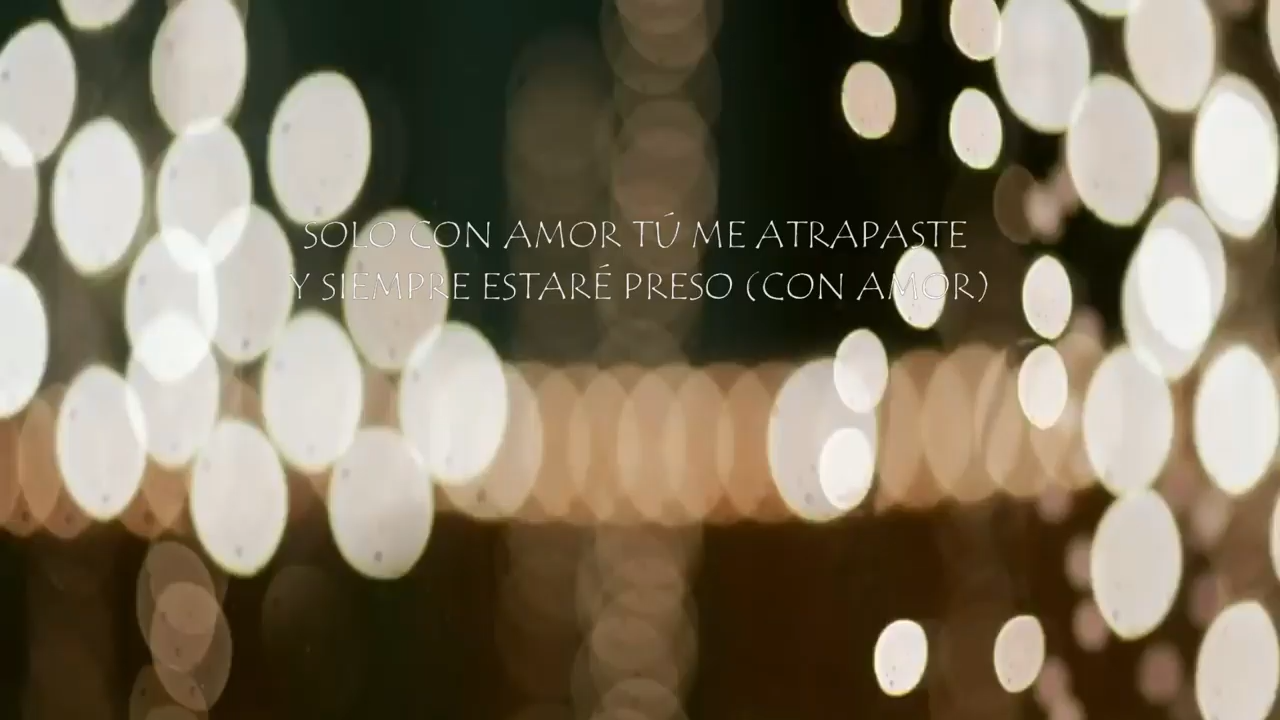 SOLO CON AMOR TÚ ME ATRAPASTE
Y SIEMPRE ESTARÉ PRESO (CON AMOR)